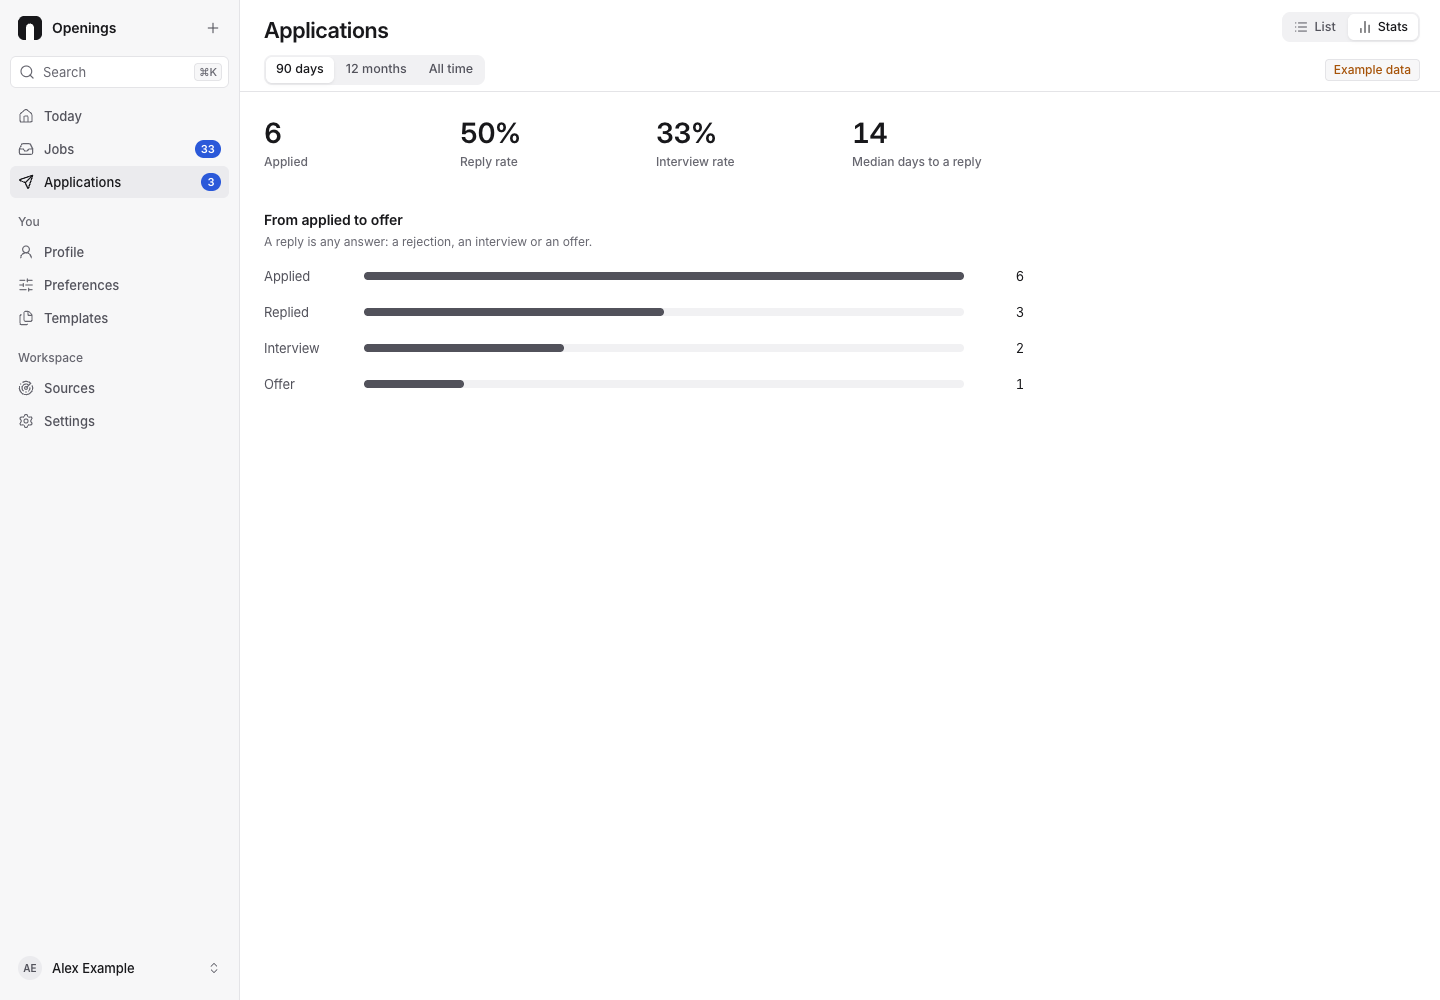 Openings
Search
⌘K
Today
Jobs
33
Applications
3
You
Profile
Preferences
Templates
Workspace
Sources
Settings
AE
Alex Example
Applications
List
Stats
90 days
12 months
All time
Example data
6
Applied
50%
Reply rate
33%
Interview rate
14
Median days to a reply
From applied to offer
A reply is any answer: a rejection, an interview or an offer.
Applied 6
Replied 3
Interview 2
Offer 1